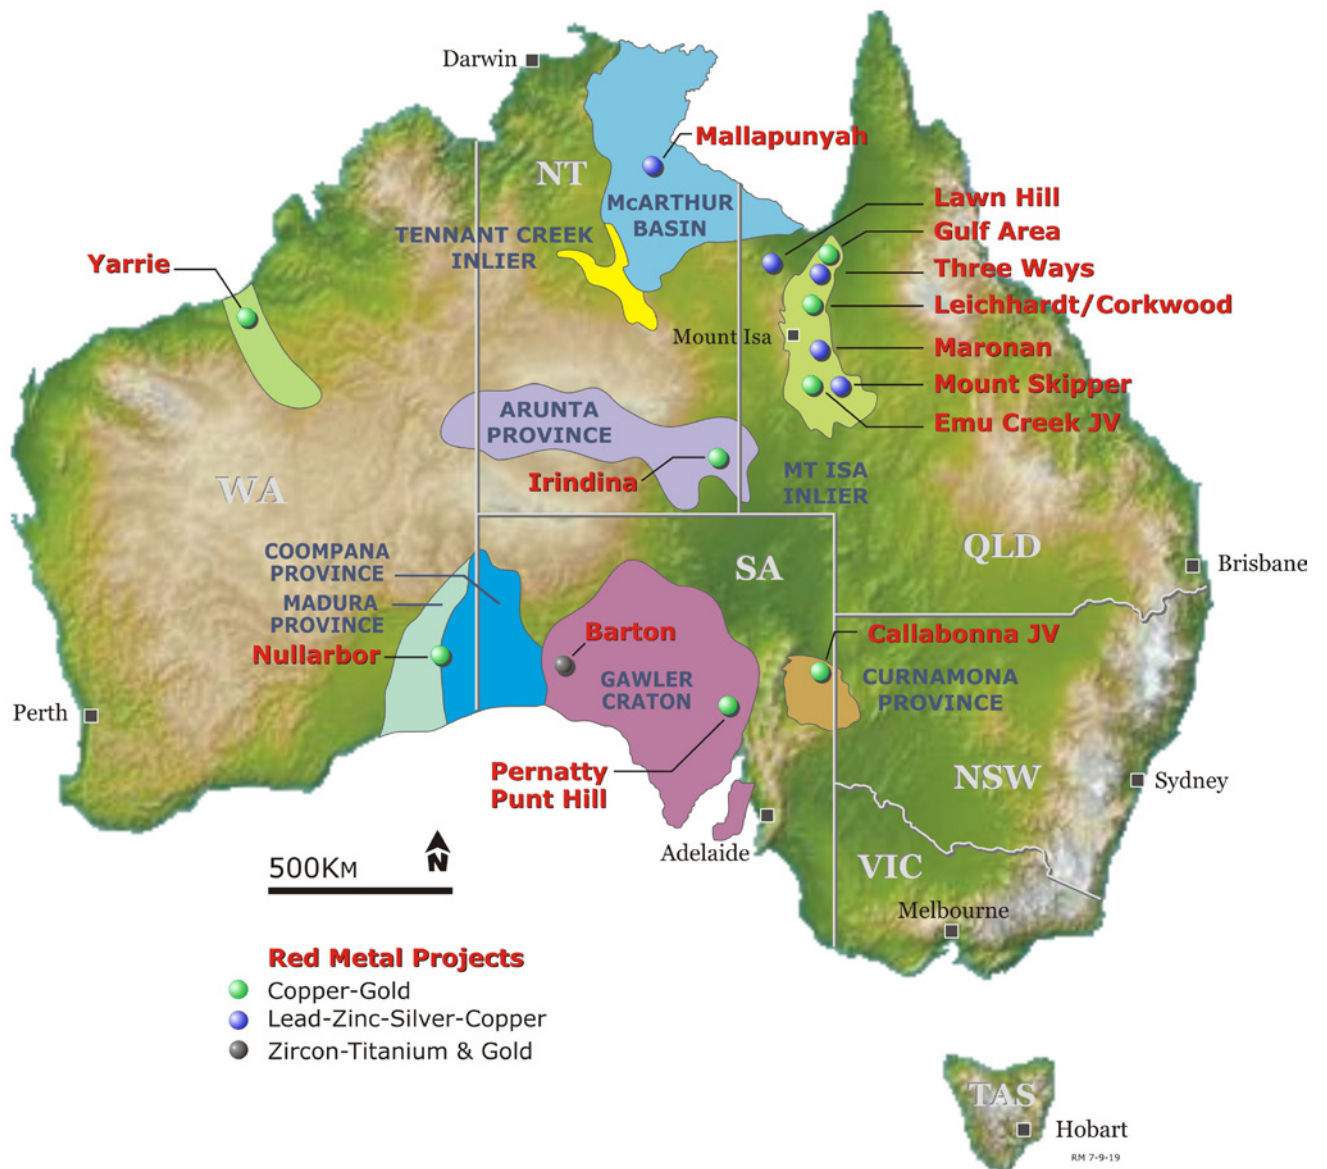 Darwin
Mallapunyah
NT
McARTHUR
BASIN
Lawn Hill
Gulf Area
TENNANT CREEK
INLIER
Yarrie
Three Ways
Leichhardt/Corkwood
Mount Isa
Maronan
Mount Skipper
Emu Creek JV
ARUNTA
PROVINCE
Irindina
MT ISA
INLIER
WA
QLD
COOMPANA
PROVINCE
SA
Brisbane
MADURA
PROVINCE
Nullarbor
Barton
Callabonna JV
GAWLER
CRATON
CURNAMONA
PROVINCE
Perth
Pernatty
Punt Hill
NSW
Sydney
Adelaide
VIC
500KM
N
Melbourne
Red Metal Projects
Copper-Gold
Lead-Zinc-Silver-Copper
Zircon-Titanium & Gold
TAS
Hobart
RM 7-9-19